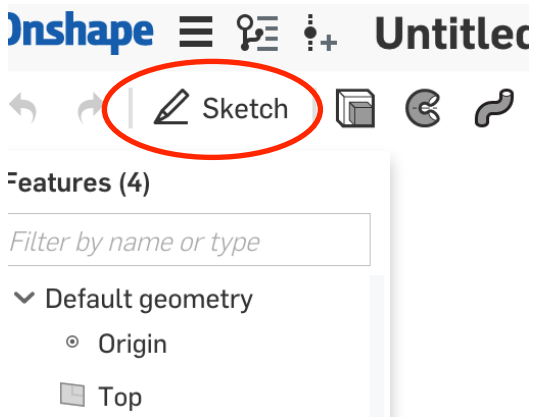 Onshape Untitled
Sketch
Features (4)
Filter by name or type
Default geometry
Origin
Top